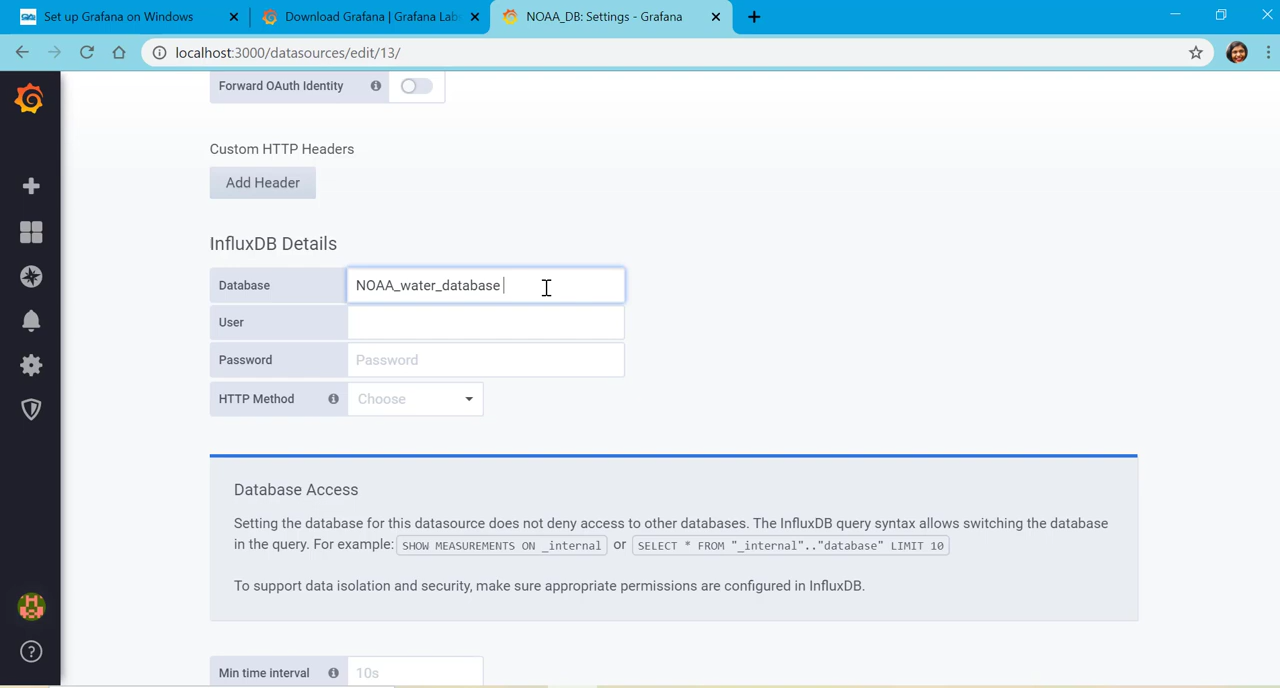 Set up Grafana on Windows
Download Grafana | Grafana Lab
NOAA_DB: Settings - Grafana
localhost:3000/datasources/edit/13/
Forward OAuth Identity
Custom HTTP Headers
Add Header
InfluxDB Details
Database NOAA_water_database
User
Password Password
HTTP Method Choose
Database Access
Setting the database for this datasource does not deny access to other databases. The InfluxDB query syntax allows switching the database
in the query. For example: SHOW MEASUREMENTS ON _internal or SELECT * FROM "_internal".."database" LIMIT 10
To support data isolation and security, make sure appropriate permissions are configured in InfluxDB.
Min time interval 10s